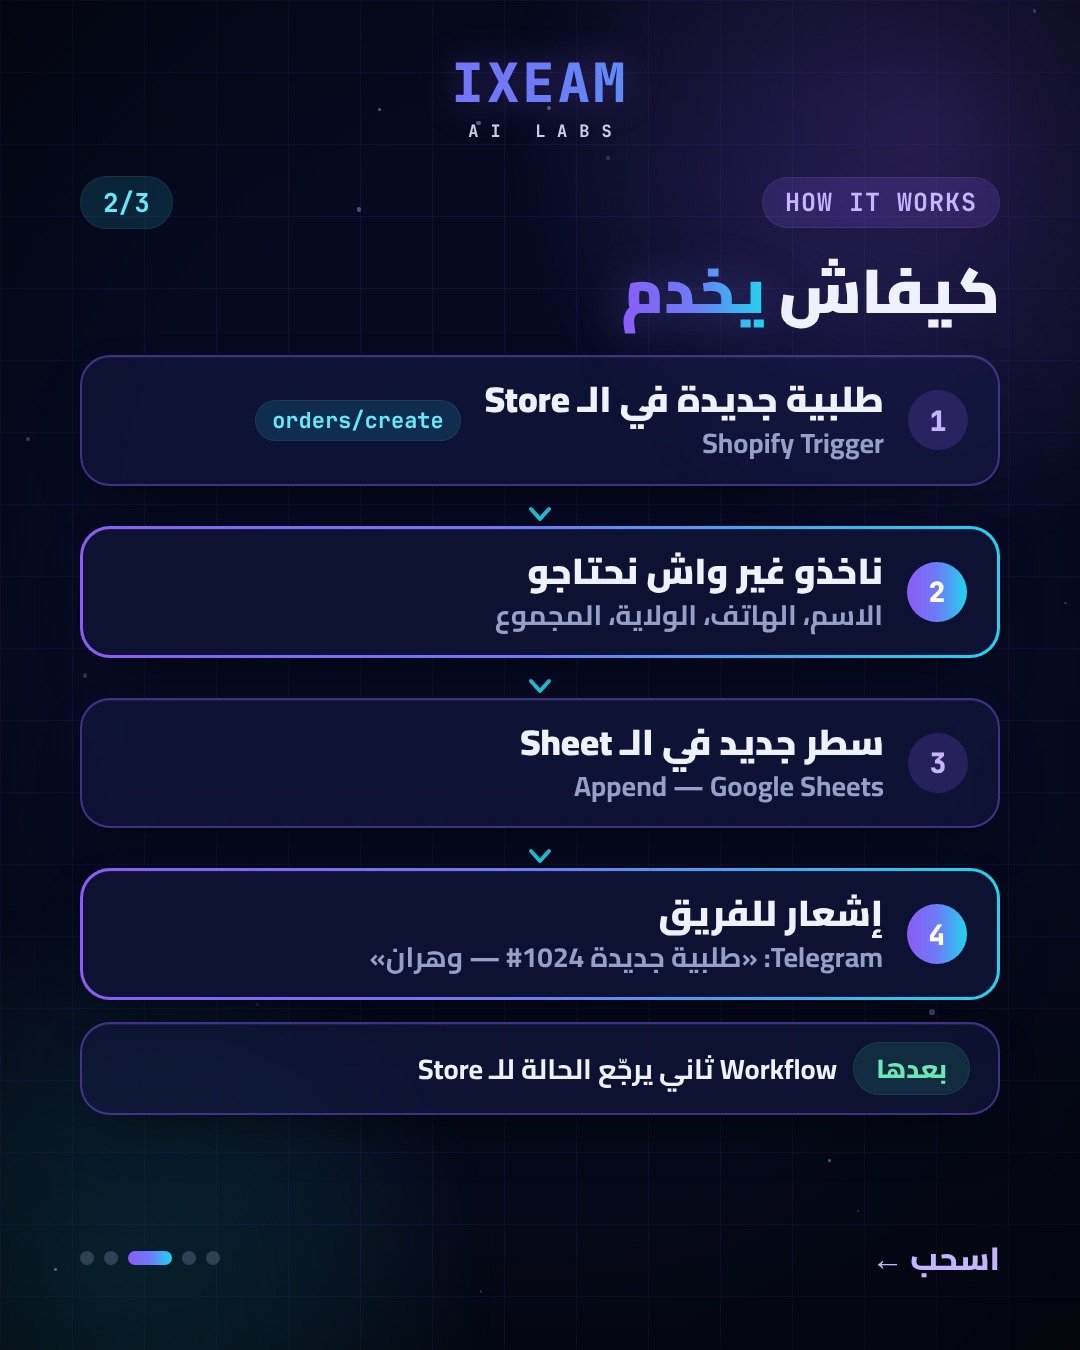 IXEAM
AI LABS
HOW IT WORKS
2/3
كيفاش يخدم
1
طلبية جديدة في الـ Store
orders/create
Shopify Trigger
2
ناخذو غير واش نحتاجو
الاسم، الهاتف، الولاية، المجموع
3
سطر جديد في الـ Sheet
Append — Google Sheets
4
إشعار للفريق
Telegram: «طلبية جديدة #1024 — وهران»
بعدها
Workflow ثاني يرجّع الحالة للـ Store
اسحب ←